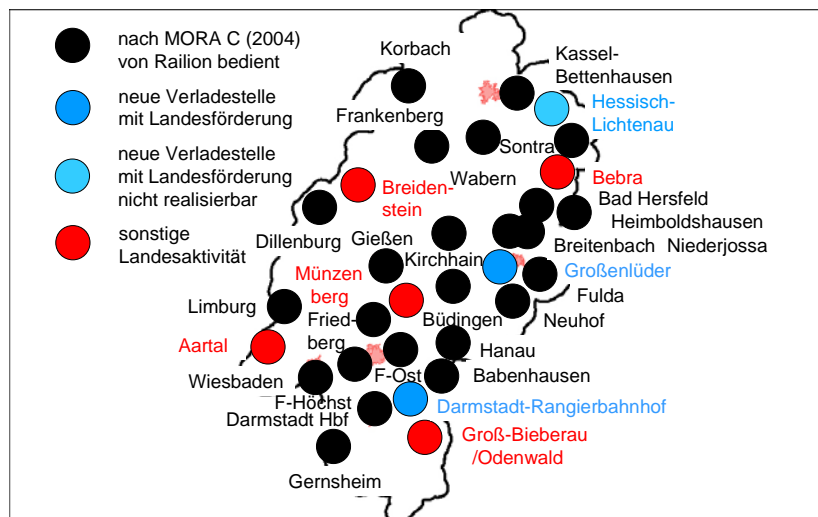 nach MORA C (2004)
von Railion bedient
neue Verladestelle
mit Landesförderung
neue Verladestelle
mit Landesförderung
nicht realisierbar
sonstige
Landesaktivität
Korbach
Kassel-
Bettenhausen
Hessisch-
Lichtenau
Frankenberg
Sontra
Wabern
Bebra
Breiden-
stein
Bad Hersfeld
Heimboldshausen
Dillenburg
Gießen
Breitenbach
Niederjossa
Kirchhain
Großenlüder
Münzen
berg
Fulda
Limburg
Fried-
berg
Büdingen
Neuhof
Aartal
Hanau
Wiesbaden
F-Ost
Babenhausen
F-Höchst
Darmstadt-Rangierbahnhof
Darmstadt Hbf
Groß-Bieberau
/Odenwald
Gernsheim